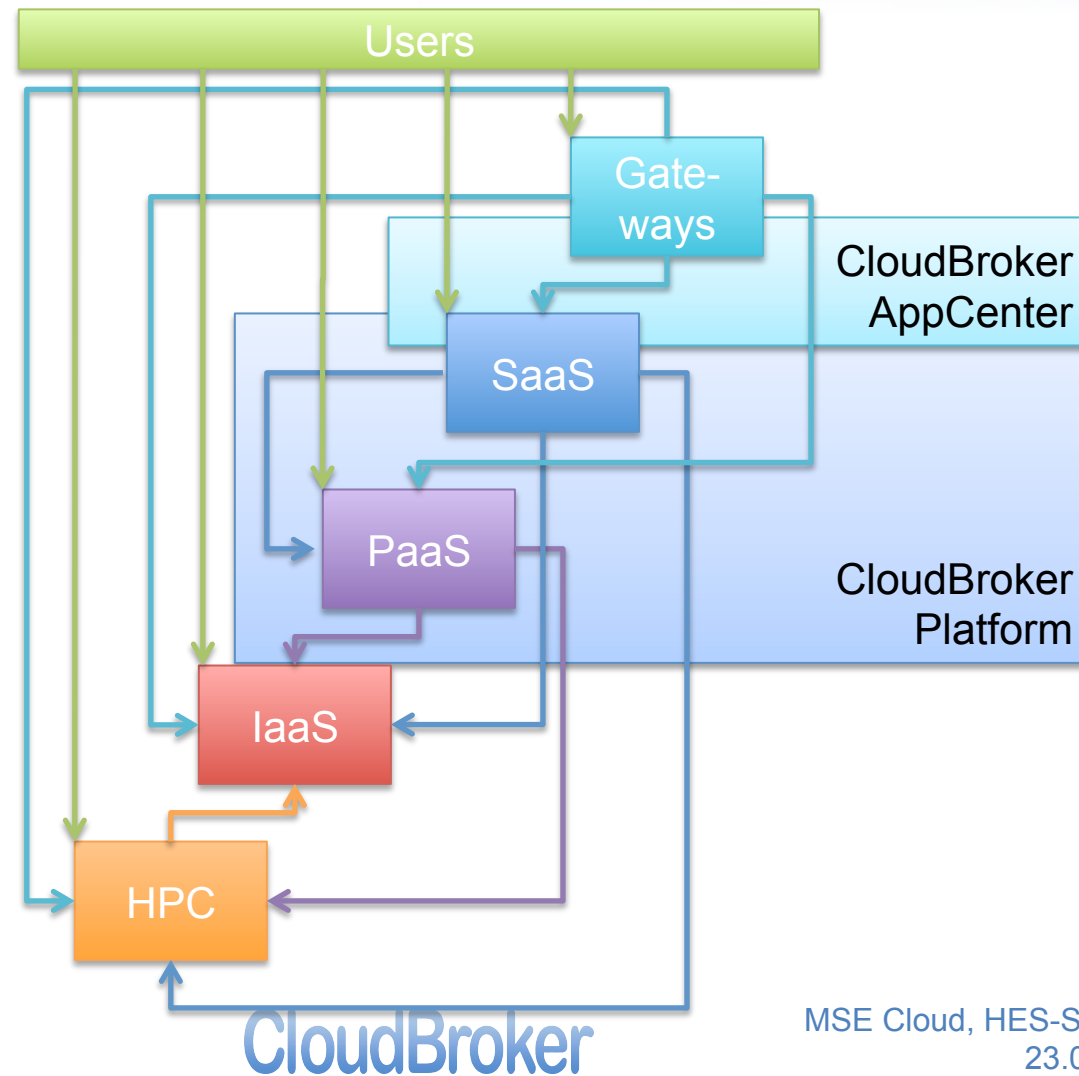 Users
Gate-
ways
CloudBroker
AppCenter
SaaS
PaaS
CloudBroker
Platform
IaaS
HPC
CloudBroker
MSE Cloud, HES-S
23.0